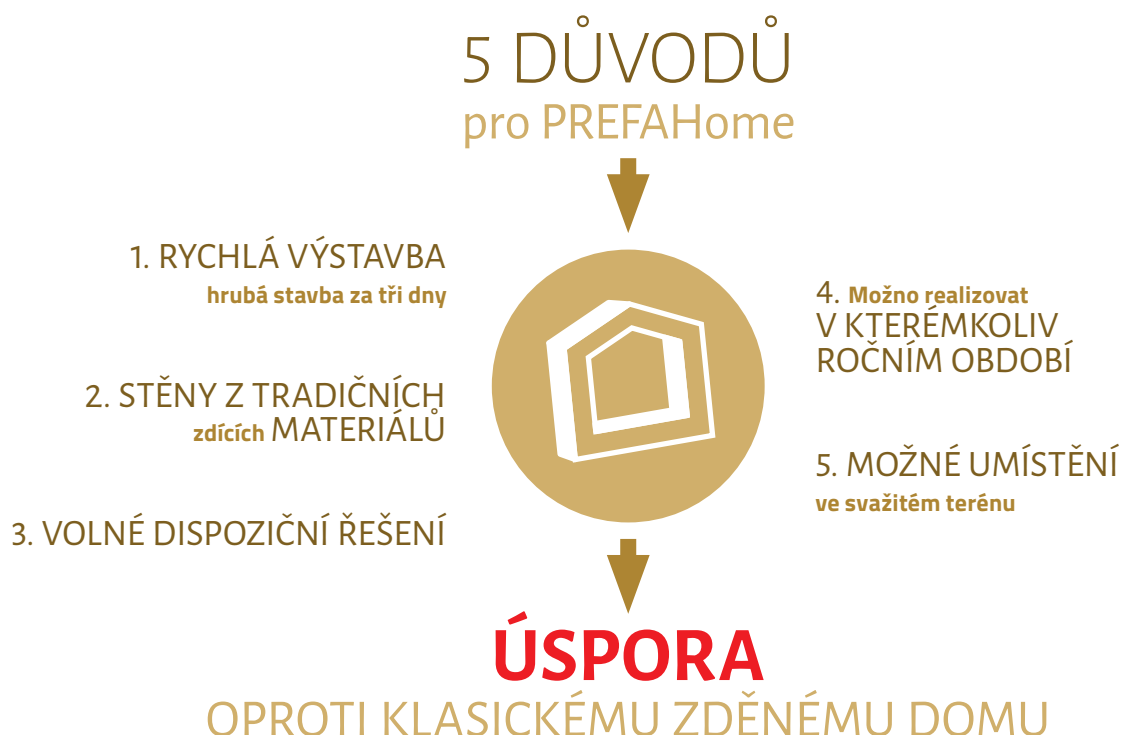 5 DŮVODŮ
pro PREFAHome
1. RYCHLÁ VÝSTAVBA
hrubá stavba za tři dny
2. STĚNY Z TRADIČNÍCH
zdících MATERIÁLŮ
3. VOLNÉ DISPOZIČNÍ ŘEŠENÍ
4. Možno realizovat
V KTERÉMKOLIV
ROČNÍM OBDOBÍ
5. MOŽNÉ UMÍSTĚNÍ
ve svažitém terénu
ÚSPORA
OPROTI KLASICKÉMU ZDĚNÉMU DOMU